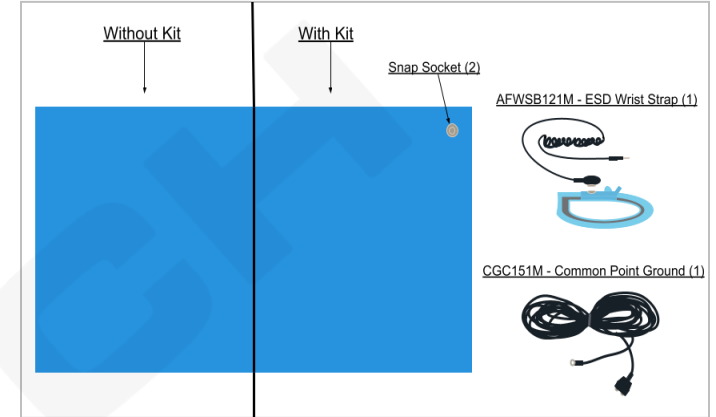 Without Kit
With Kit
Snap Socket (2)
AFWSB121M - ESD Wrist Strap (1)
CGC151M - Common Point Ground (1)